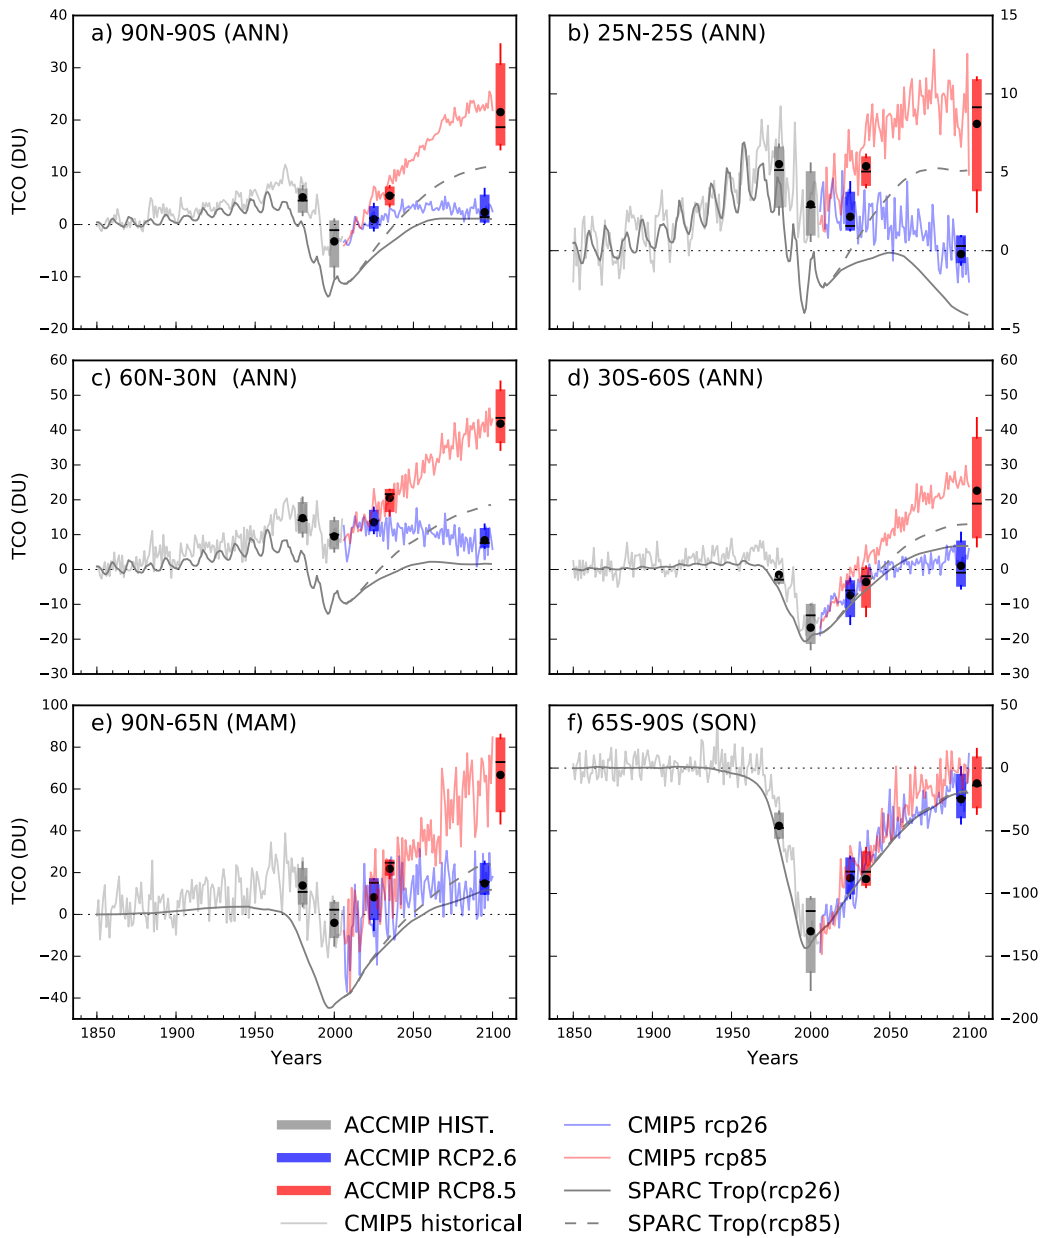 a) 90N-90S (ANN)
40
30
20
10
0
−10
−20
TCO (DU)
b) 25N-25S (ANN)
15
10
5
0
−5
c) 60N-30N (ANN)
60
50
40
30
20
10
0
−10
−20
−30
TCO (DU)
d) 30S-60S (ANN)
60
50
40
30
20
10
0
−10
−20
−30
e) 90N-65N (MAM)
100
80
60
40
20
0
−20
−40
TCO (DU)
1850 1900 1950 2000 2050 2100
Years
f) 65S-90S (SON)
50
0
−50
−100
−150
−200
1850 1900 1950 2000 2050 2100
Years
ACCMIP HIST.
ACCMIP RCP2.6
ACCMIP RCP8.5
CMIP5 historical
CMIP5 rcp26
CMIP5 rcp85
SPARC Trop(rcp26)
SPARC Trop(rcp85)